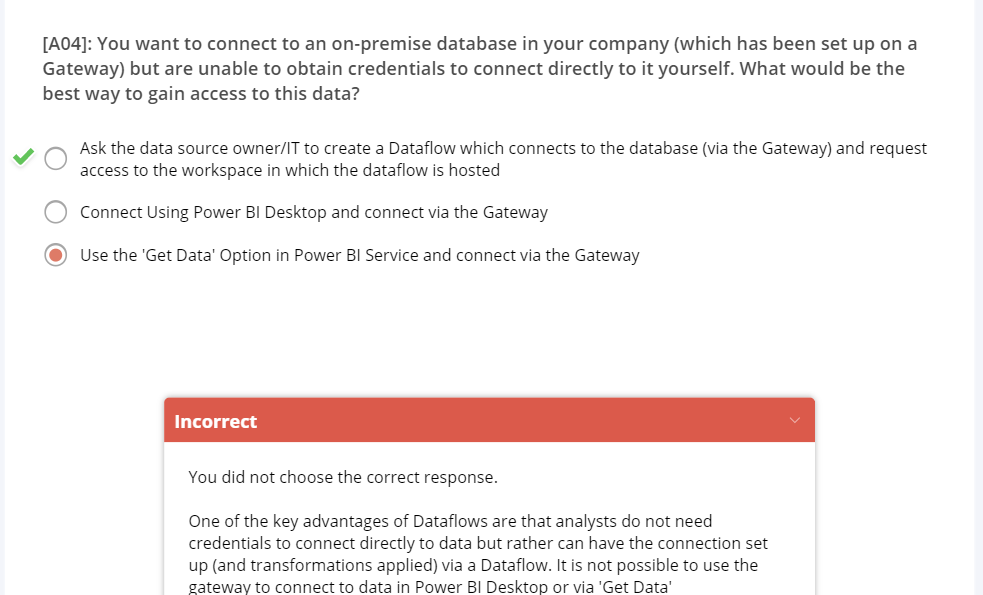 [A04]: You want to connect to an on-premise database in your company (which has been set up on a
Gateway) but are unable to obtain credentials to connect directly to it yourself. What would be the
best way to gain access to this data?
Ask the data source owner/IT to create a Dataflow which connects to the database (via the Gateway) and request
access to the workspace in which the dataflow is hosted
Connect Using Power BI Desktop and connect via the Gateway
Use the 'Get Data' Option in Power BI Service and connect via the Gateway
Incorrect
You did not choose the correct response.
One of the key advantages of Dataflows are that analysts do not need
credentials to connect directly to data but rather can have the connection set
up (and transformations applied) via a Dataflow. It is not possible to use the
gateway to connect to data in Power BI Desktop or via 'Get Data'